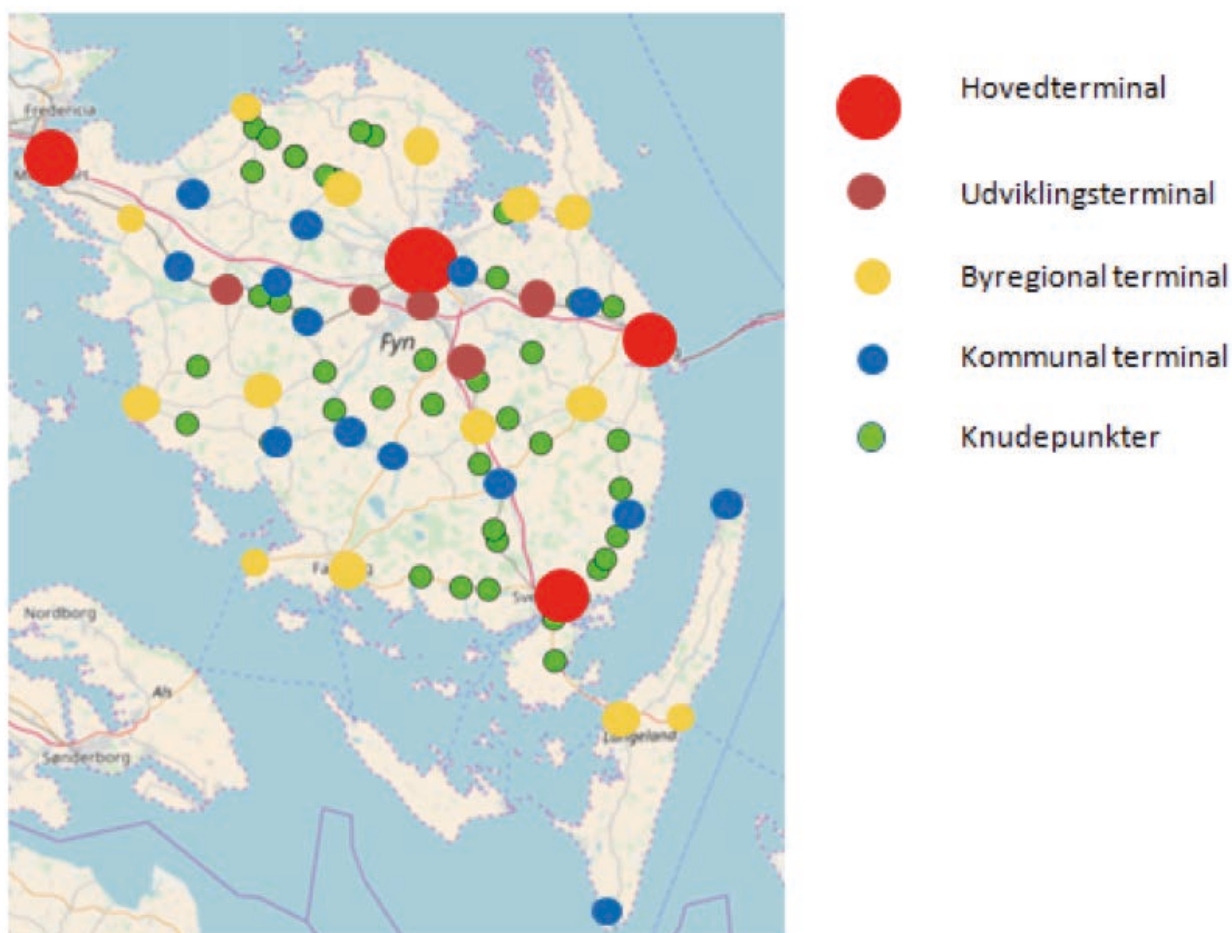 Fredericia
Fyn
Nordborg
Als
Sønderborg
Langeland
Hovedterminal
Udviklingsterminal
Byregional terminal
Kommunal terminal
Knudepunkter